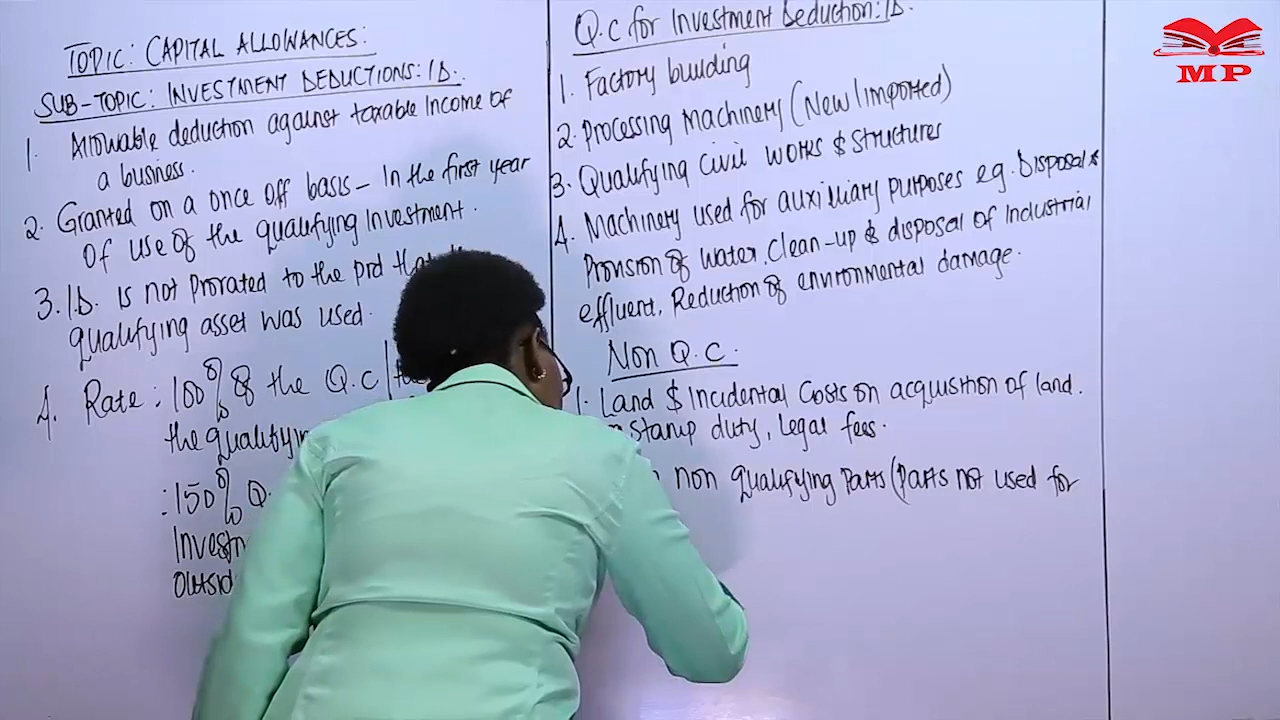 TOPIC: CAPITAL ALLOWANCES:
SUB-TOPIC: INVESTMENT DEDUCTIONS: I.D.
1. Allowable deduction against taxable income of
a business.
2. Granted on a once off basis - In the first year
of use of the qualifying investment.
3. I.D. is not prorated to the prd that
qualifying asset was used.
4. Rate: 100% of the Q.C
the qualifyin
: 150% Q.
Investm
outsid
Q.C for Investment Deduction: I.D.
1. Factory building
2. Processing Machinery (New/Imported)
3. Qualifying civil works & structures
4. Machinery used for auxiliary purposes eg. Disposal &
Provision of water, clean-up & disposal of industrial
effluent, Reduction of environmental damage.
Non Q.C.
1. Land & Incidental costs on acquisition of land.
stamp duty, legal fees.
non qualifying parts (parts not used for
MP